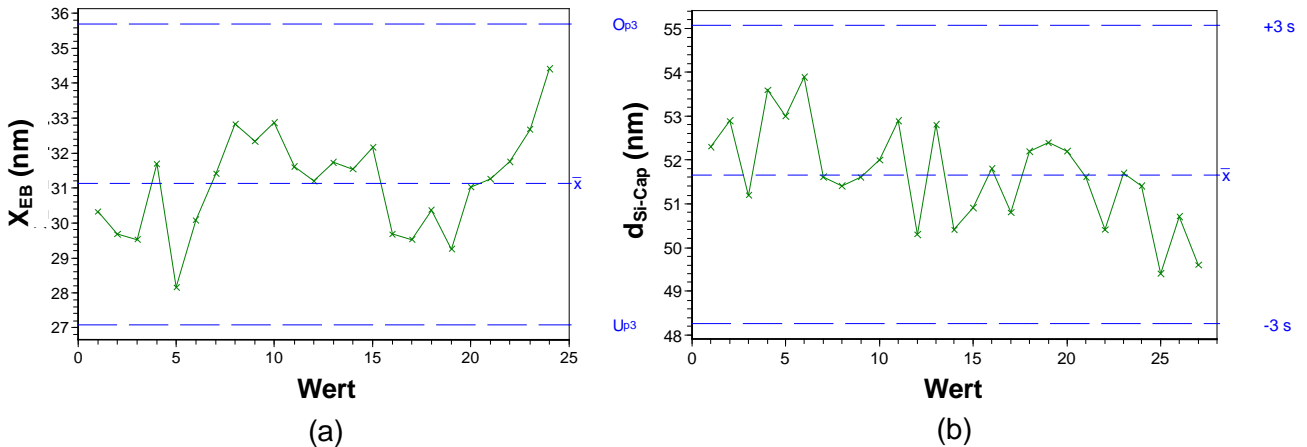 X_EB (nm)
36
35
34
33
32
31
30
29
28
27
0 5 10 15 20 25
Wert
(a)
Op3
x̄
Up3
d_Si-Cap (nm)
55
54
53
52
51
50
49
48
0 5 10 15 20 25
Wert
(b)
+3 s
x̄
-3 s